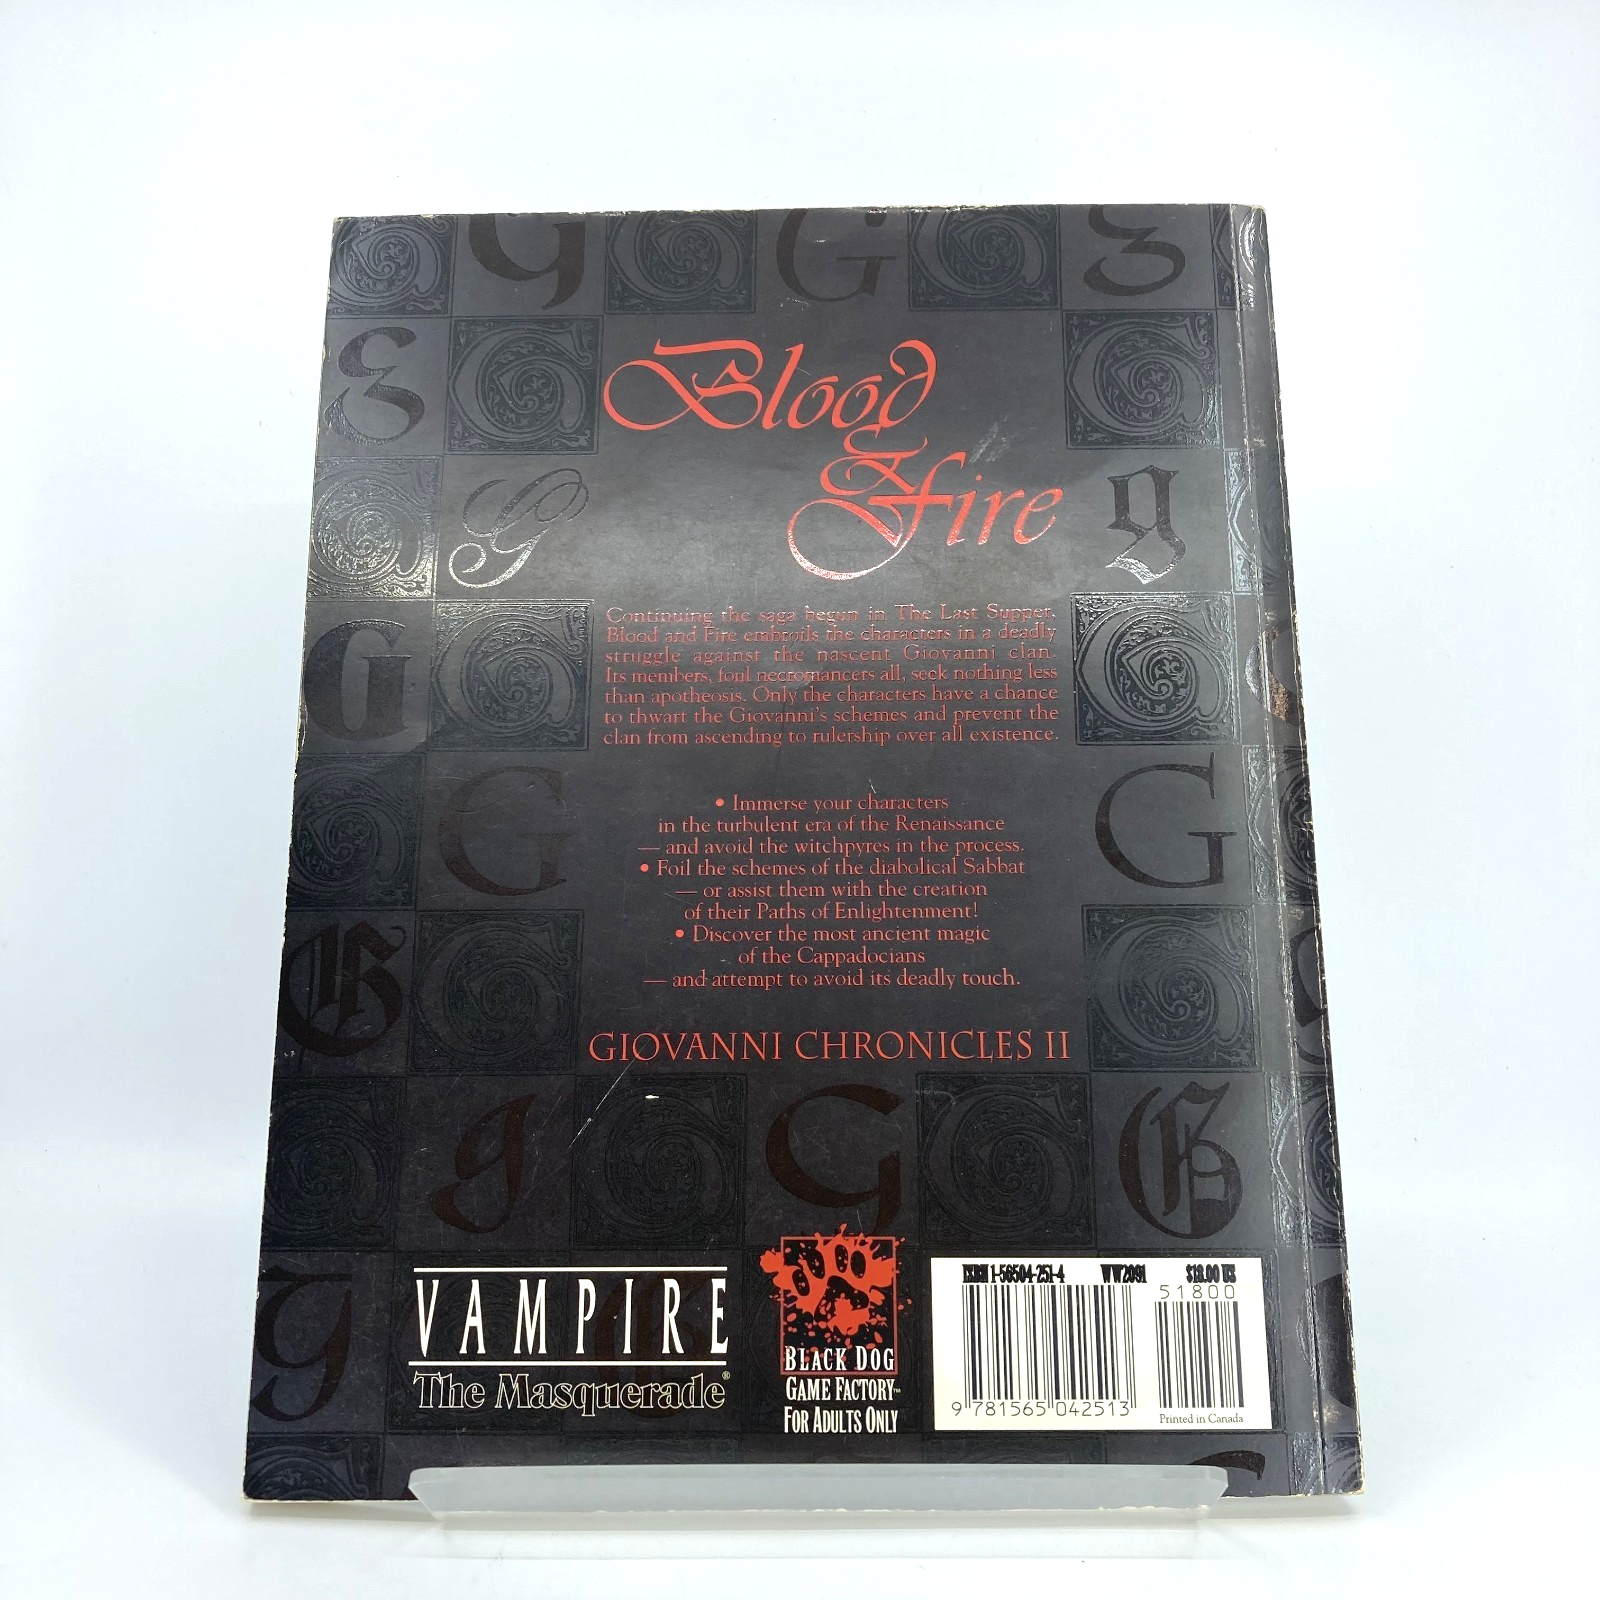 Blood
& Fire
Continuing the saga begun in The Last Supper,
Blood and Fire embroils the characters in a deadly
struggle against the nascent Giovanni clan.
Its members, foul necromancers all, seek nothing less
than apotheosis. Only the characters have a chance
to thwart the Giovanni's schemes and prevent the
clan from ascending to rulership over all existence.
• Immerse your characters
in the turbulent era of the Renaissance
— and avoid the witchpyres in the process.
• Foil the schemes of the diabolical Sabbat
— or assist them with the creation
of their Paths of Enlightenment!
• Discover the most ancient magic
of the Cappadocians
— and attempt to avoid its deadly touch.
GIOVANNI CHRONICLES II
VAMPIRE
The Masquerade®
BLACK DOG
GAME FACTORY™
FOR ADULTS ONLY
ISBN 1-56504-251-4 WW2091 $18.00 US
51800
9 781565 042513
Printed in Canada